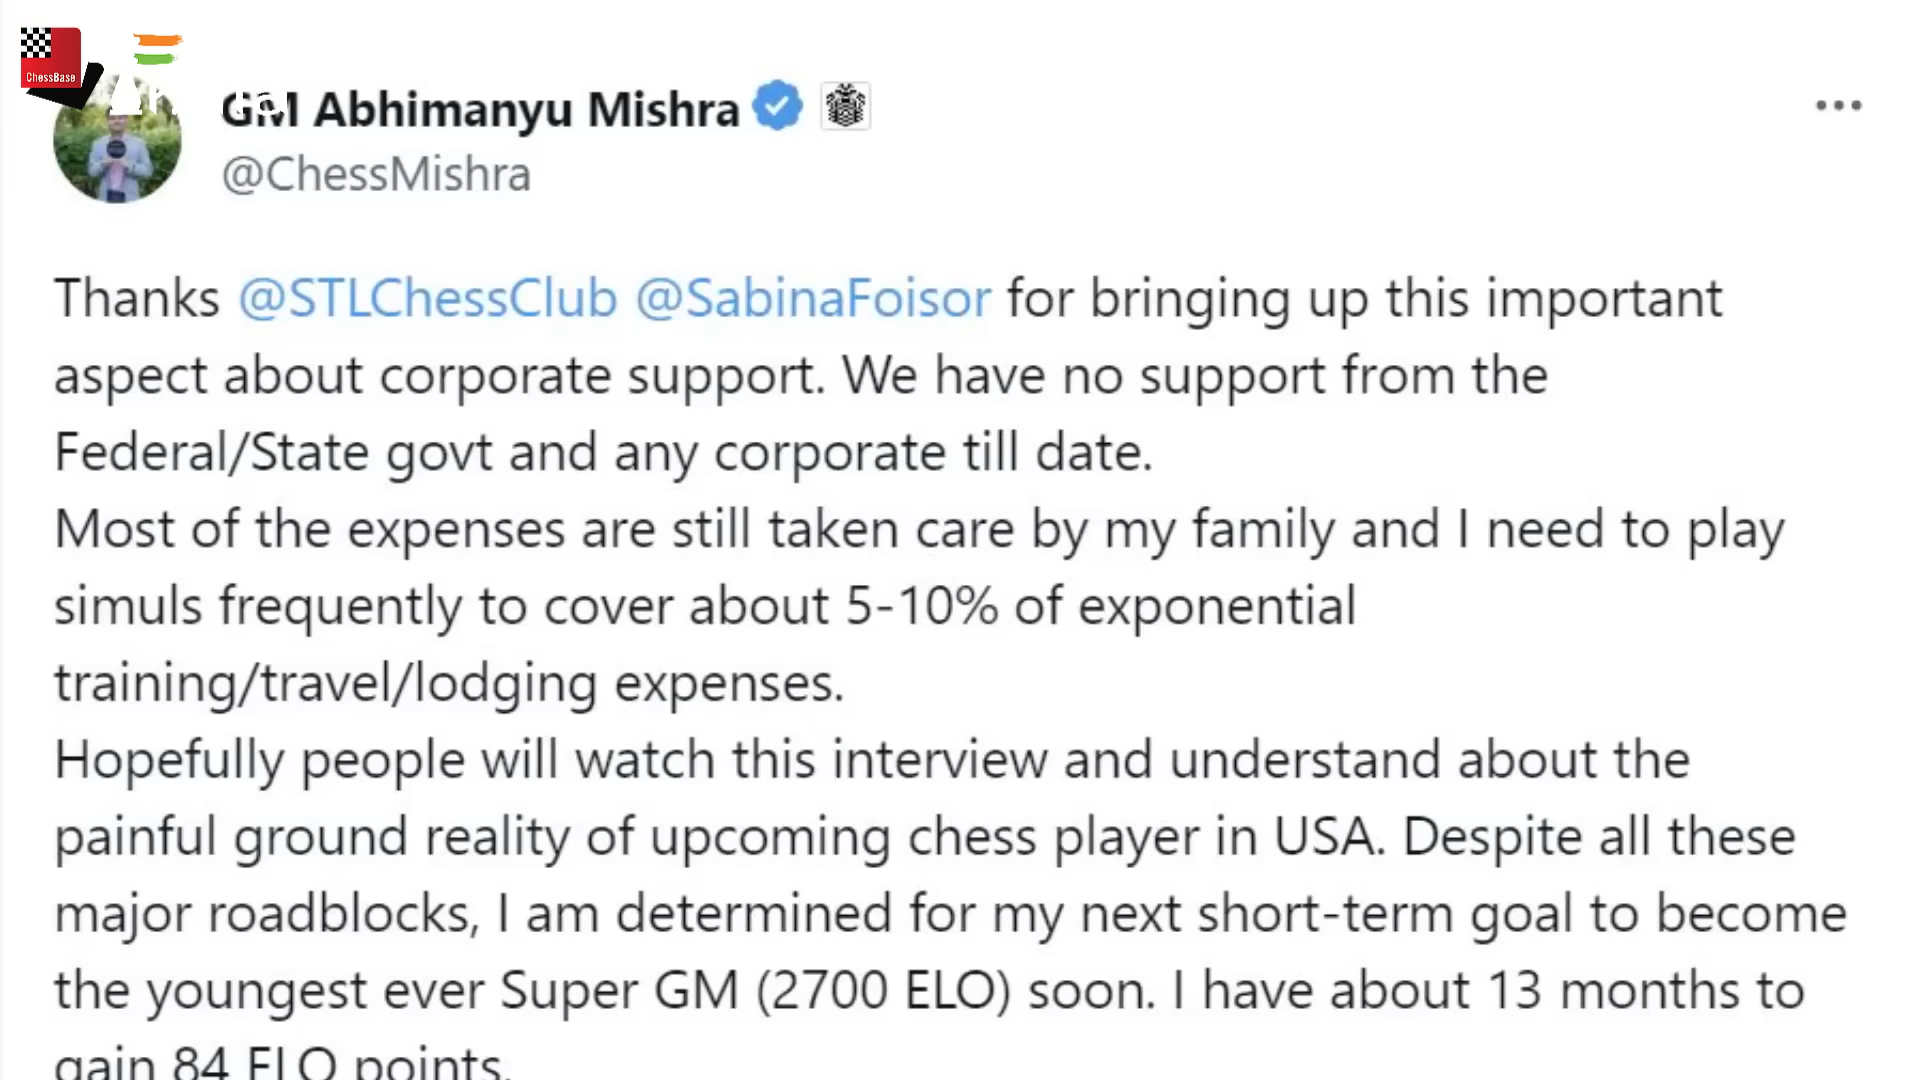 ChessBase
GM Abhimanyu Mishra
@ChessMishra
Thanks @STLChessClub @SabinaFoisor for bringing up this important
aspect about corporate support. We have no support from the
Federal/State govt and any corporate till date.
Most of the expenses are still taken care by my family and I need to play
simuls frequently to cover about 5-10% of exponential
training/travel/lodging expenses.
Hopefully people will watch this interview and understand about the
painful ground reality of upcoming chess player in USA. Despite all these
major roadblocks, I am determined for my next short-term goal to become
the youngest ever Super GM (2700 ELO) soon. I have about 13 months to
gain 84 ELO points.